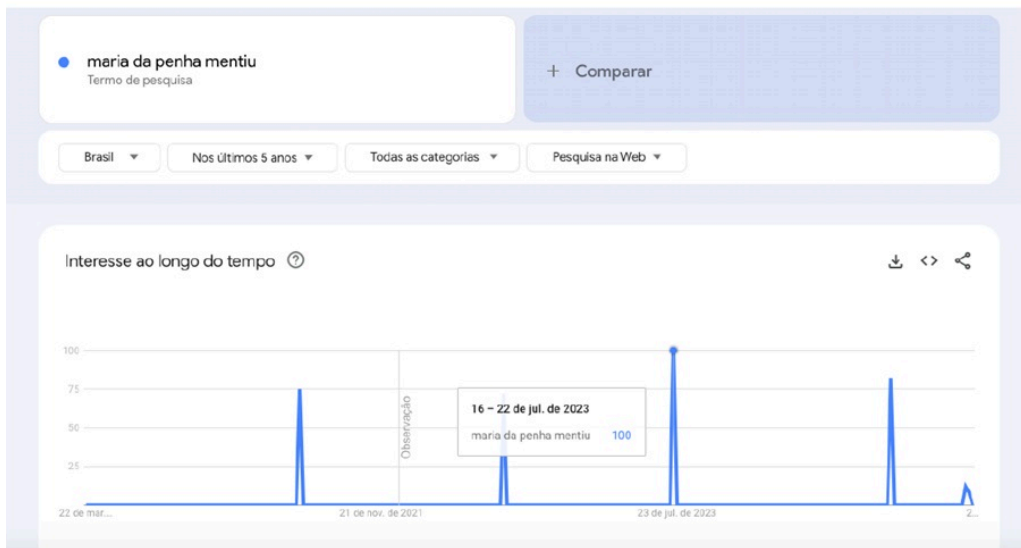 maria da penha mentiu
Termo de pesquisa
+ Comparar
Brasil
Nos últimos 5 anos
Todas as categorias
Pesquisa na Web
Interesse ao longo do tempo
100
75
50
25
Observação
16 – 22 de jul. de 2023
maria da penha mentiu 100
22 de mar...
21 de nov. de 2021
23 de jul. de 2023
2...